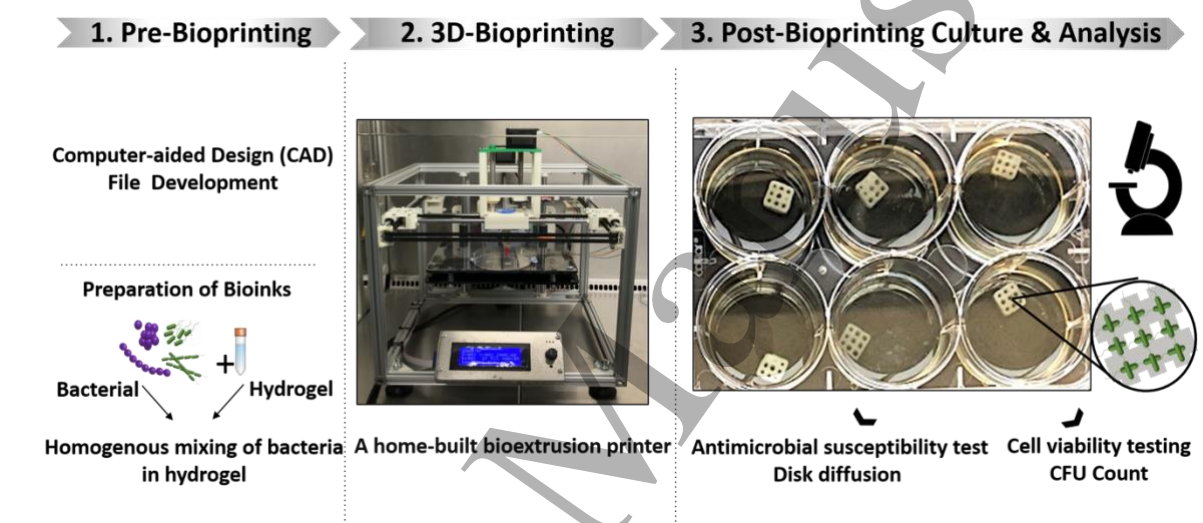 1. Pre-Bioprinting
2. 3D-Bioprinting
3. Post-Bioprinting Culture & Analysis
Computer-aided Design (CAD)
File Development
Preparation of Bioinks
+
Bacterial
Hydrogel
Homogenous mixing of bacteria
in hydrogel
A home-built bioextrusion printer
Antimicrobial susceptibility test
Disk diffusion
Cell viability testing
CFU Count